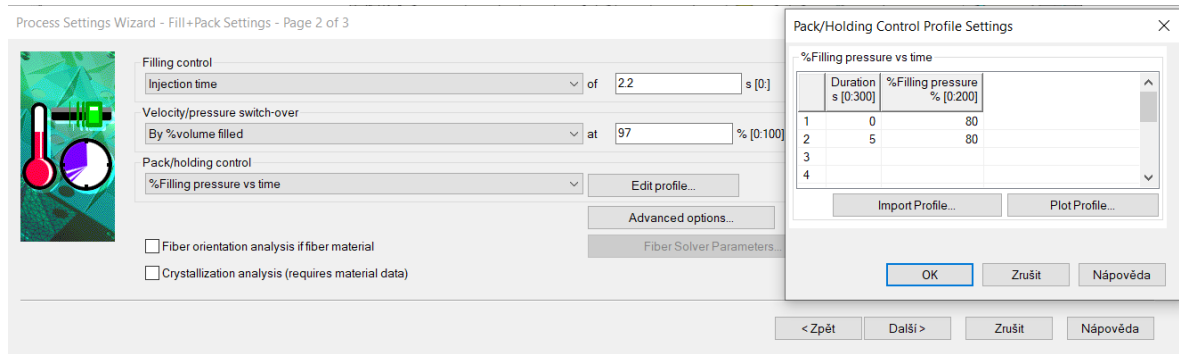 Process Settings Wizard - Fill+Pack Settings - Page 2 of 3
Filling control
Injection time of 2.2 s [0:]
Velocity/pressure switch-over
By %volume filled at 97 % [0:100]
Pack/holding control
%Filling pressure vs time Edit profile...
Advanced options...
Fiber orientation analysis if fiber material Fiber Solver Parameters...
Crystallization analysis (requires material data)
< Zpět Další > Zrušit Nápověda
Pack/Holding Control Profile Settings
%Filling pressure vs time
Duration %Filling pressure
s [0:300] % [0:200]
1 0 80
2 5 80
3
4
Import Profile... Plot Profile...
OK Zrušit Nápověda